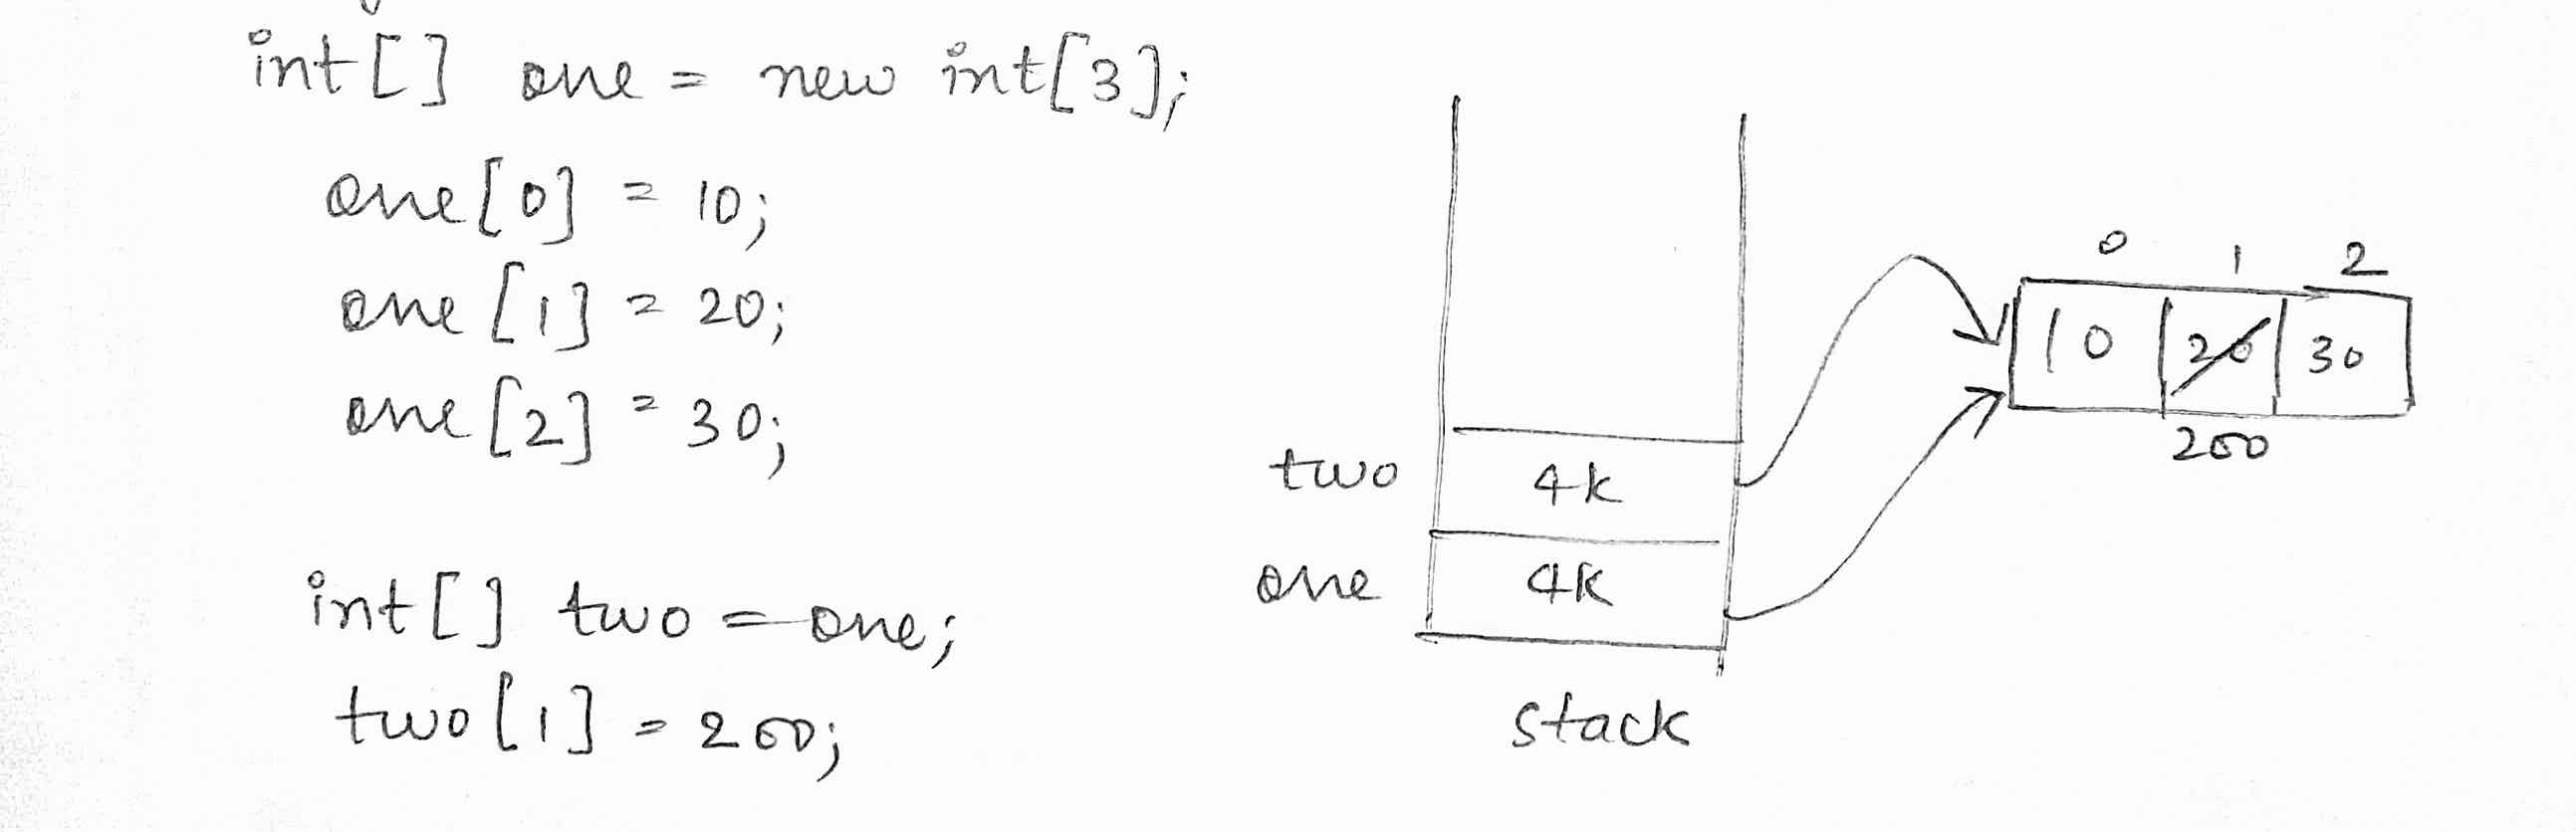 int[] one = new int[3];
one[0] = 10;
one[1] = 20;
one[2] = 30;
int[] two = one;
two[1] = 200;
two 4k
one 4k
stack
0 1 2
10 20 30
200